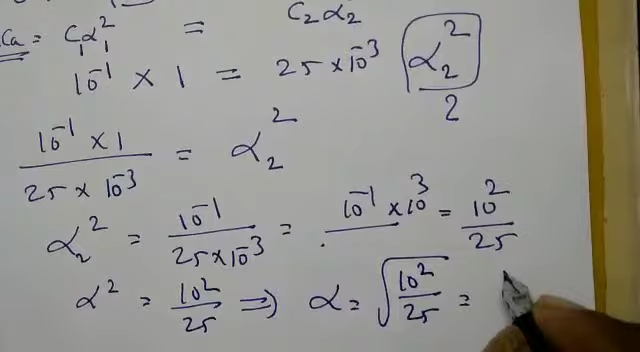 Ca = C₁α₁² = C₂α₂²
10⁻¹ × 1 = 25 × 10⁻³ α₂²
2
10⁻¹ × 1 / 25 × 10⁻³ = α₂²
α₂² = 10⁻¹ / 25 × 10⁻³ = 10⁻¹ × 10³ = 10² / 25
α² = 10² / 25 ⇒ α = √(10² / 25) =